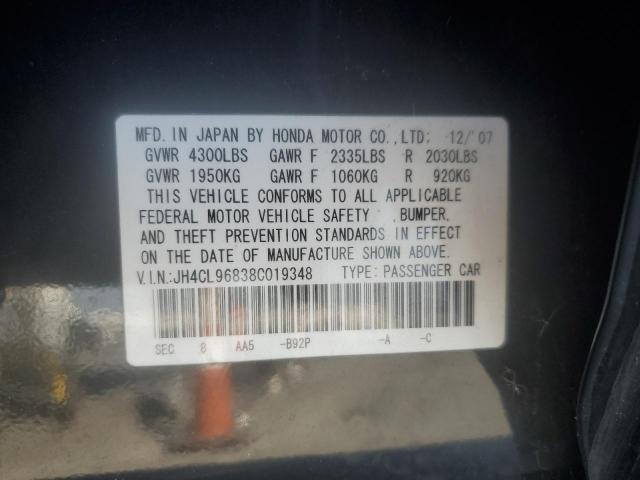 MFD. IN JAPAN BY HONDA MOTOR CO., LTD: 12/'07
GVWR 4300LBS GAWR F 2335LBS R 2030LBS
GVWR 1950KG GAWR F 1060KG R 920KG
THIS VEHICLE CONFORMS TO ALL APPLICABLE
FEDERAL MOTOR VEHICLE SAFETY , BUMPER,
AND THEFT PREVENTION STANDARDS IN EFFECT
ON THE DATE OF MANUFACTURE SHOWN ABOVE.
V.I.N.:JH4CL96838C019348 TYPE: PASSENGER CAR
SEC 8 AA5 -B92P -A -C